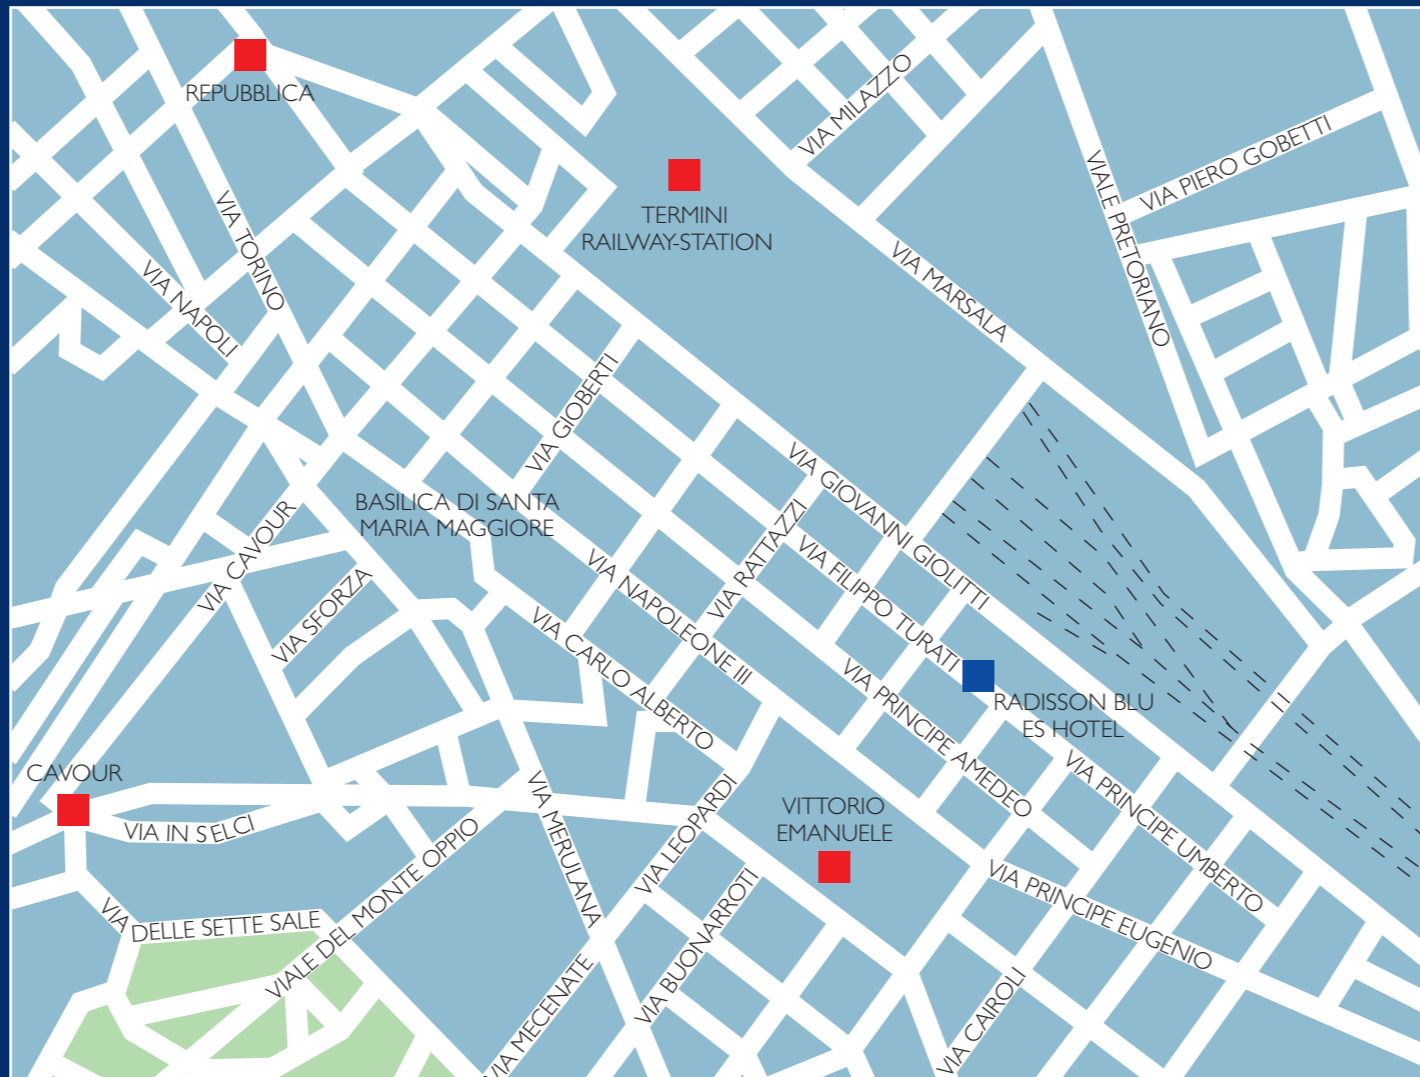 REPUBBLICA
VIA MILAZZO
VIA PIERO GOBETTI
VIALE PRETORIANO
TERMINI
RAILWAY-STATION
VIA TORINO
VIA NAPOLI
VIA MARSALA
VIA GIOBERTI
VIA GIOVANNI GIOLITTI
BASILICA DI SANTA
MARIA MAGGIORE
VIA CAVOUR
VIA SFORZA
VIA RATTAZZI
VIA FILIPPO TURATI
VIA NAPOLEONE III
VIA CARLO ALBERTO
VIA PRINCIPE AMEDEO
RADISSON BLU
ES HOTEL
CAVOUR
VIA IN SELCI
VIA PRINCIPE UMBERTO
VITTORIO
EMANUELE
VIA MERULANA
VIA LEOPARDI
VIA BUONARROTI
VIA PRINCIPE EUGENIO
VIA DELLE SETTE SALE
VIALE DEL MONTE OPPIO
VIA MECENATE
VIA CAIROLI